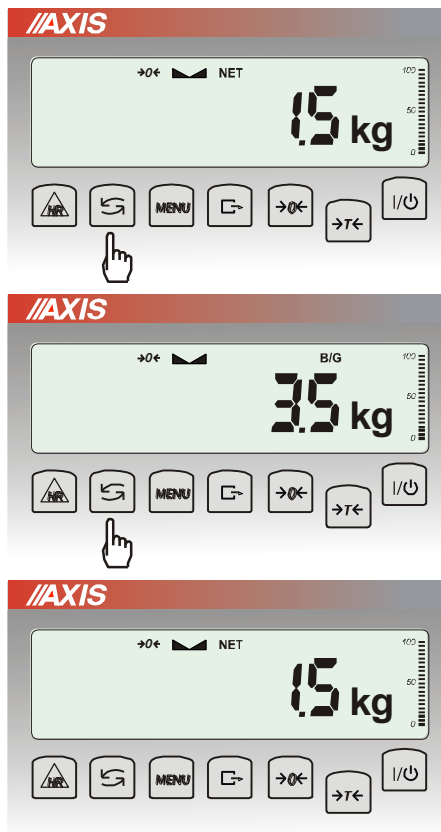 AXIS
→0← NET 100
1.5 kg 50
0
HR MENU →0← →T← I/⏻
AXIS
→0← B/G 100
3.5 kg 50
0
HR MENU →0← →T← I/⏻
AXIS
→0← NET 100
1.5 kg 50
0
HR MENU →0← →T← I/⏻